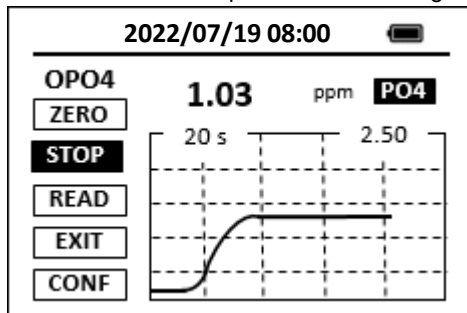 2022/07/19 08:00
OPO4
1.03 ppm PO4
ZERO
20 s 2.50
STOP
READ
EXIT
CONF